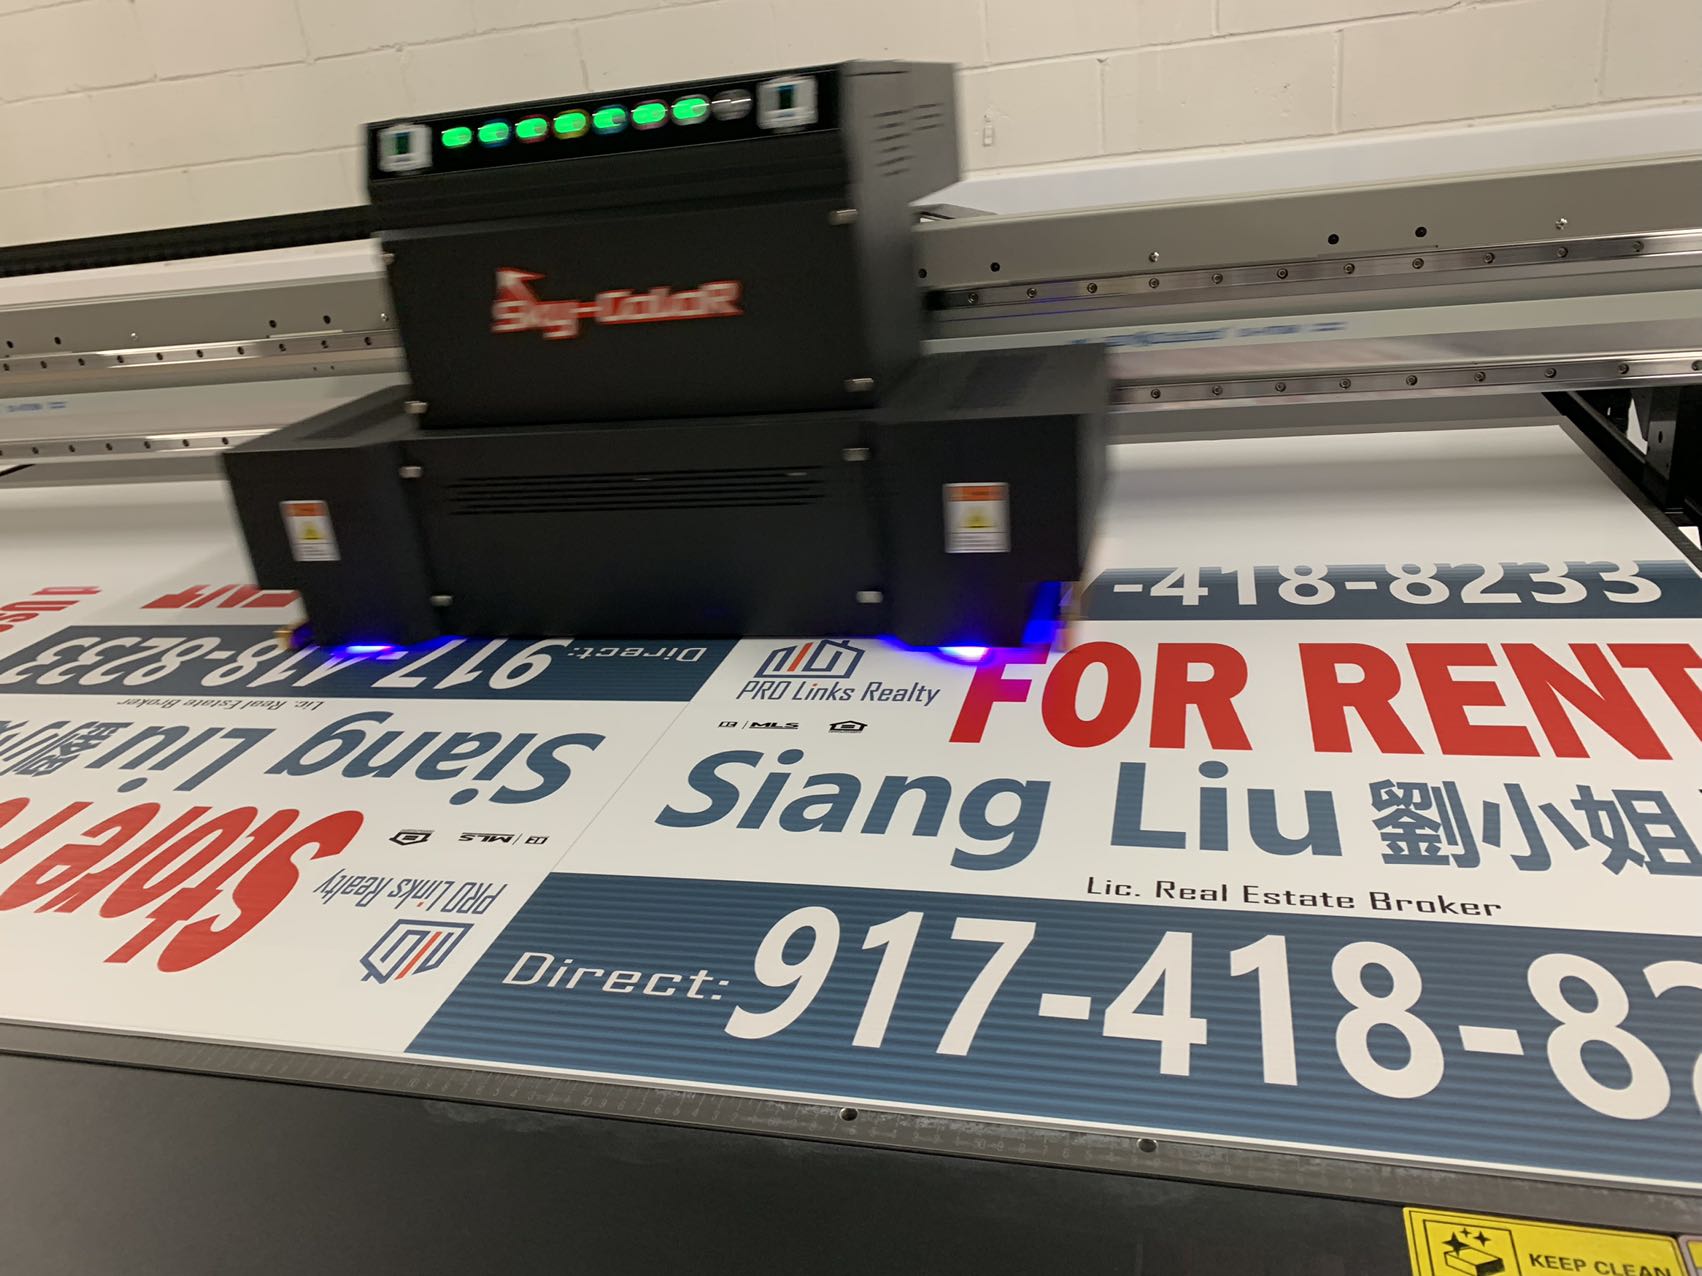 Sky-Color
-418-8233
FOR RENT
PRO Links Realty
MLS
Siang Liu 劉小姐
Lic. Real Estate Broker
Direct: 917-418-82
Direct: 917-418-8233
Lic. Real Estate Broker
Siang Liu 劉小
Store
MLS
PRO Links Realty
KEEP CLEAN